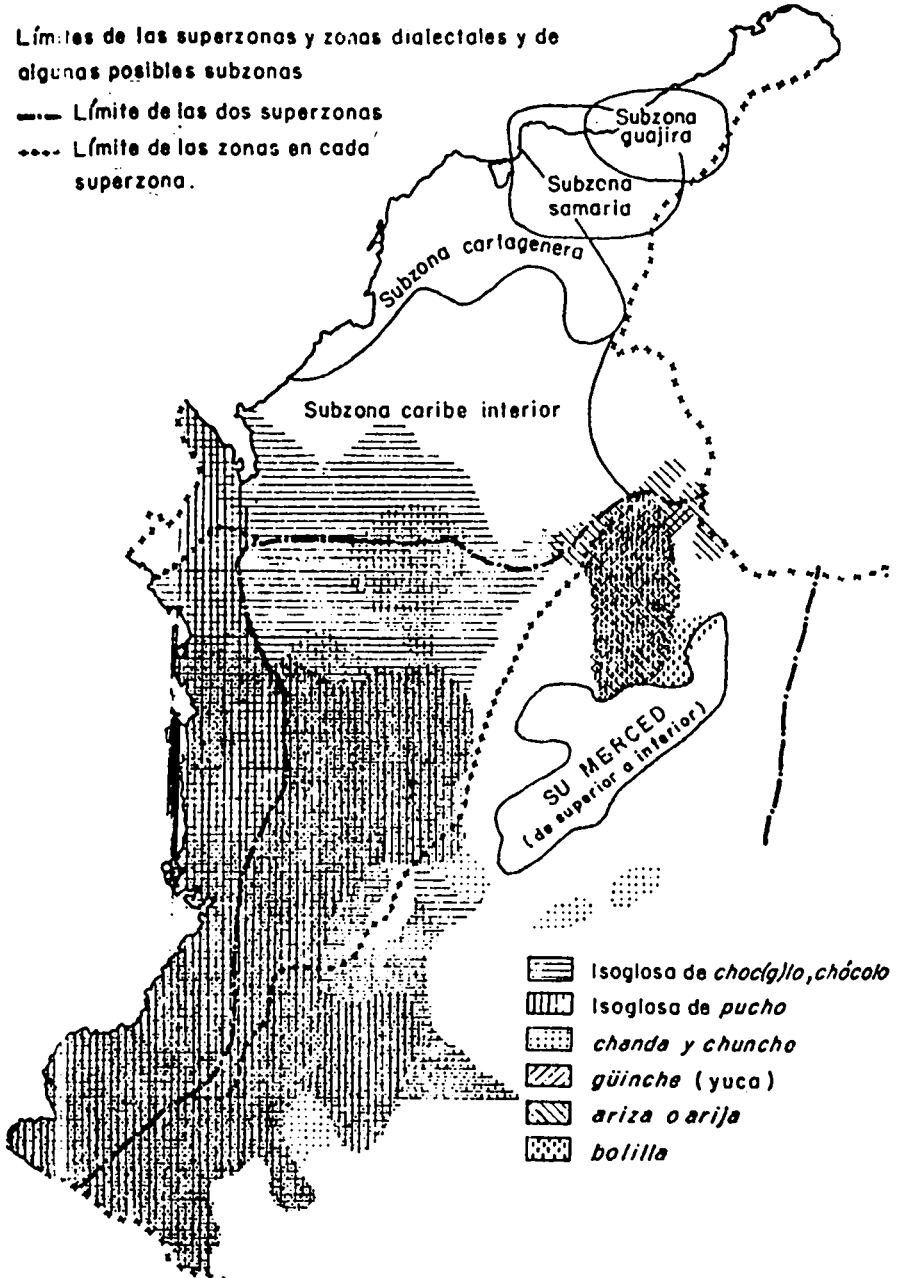 Límites de las superzonas y zonas dialectales y de
algunas posibles subzonas
Límite de las dos superzonas
Límite de las zonas en cada
superzona.
Subzona
guajira
Subzona
samaria
Subzona cartagenera
Subzona caribe interior
SU MERCED
(de superior a inferior)
Isoglosa de choc(g)lo, chócolo
Isoglosa de pucho
chanda y chuncho
güinche (yuca)
ariza o arija
bolilla